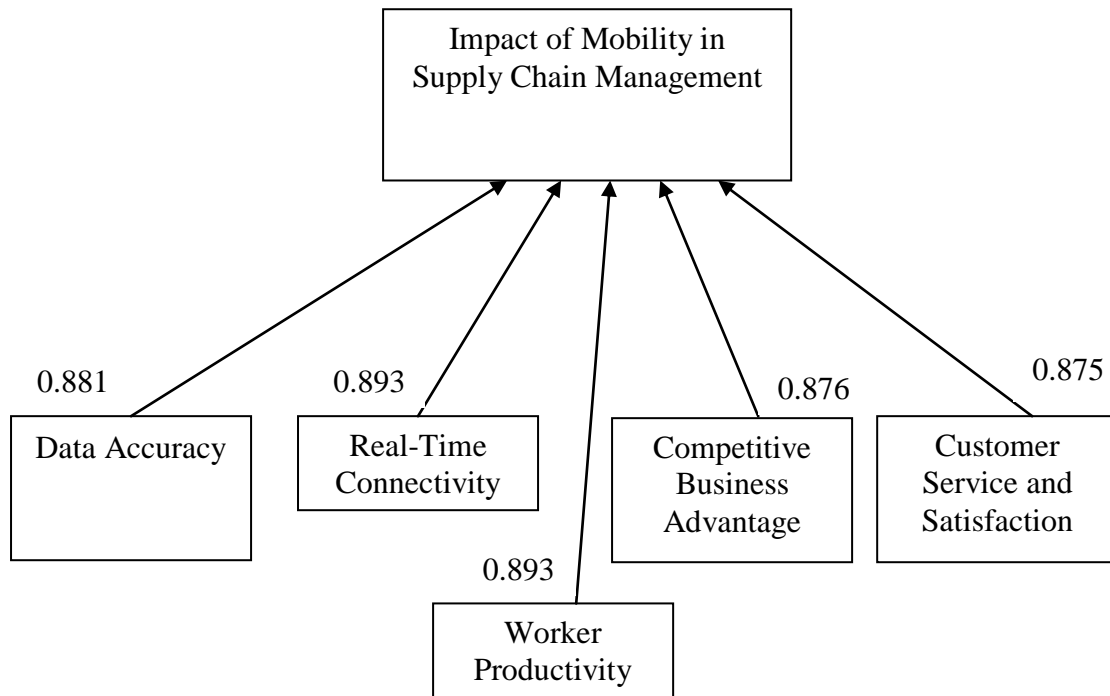 Impact of Mobility in
Supply Chain Management
0.881
0.893
0.876
0.875
Data Accuracy
Real-Time
Connectivity
Competitive
Business
Advantage
Customer
Service and
Satisfaction
0.893
Worker
Productivity